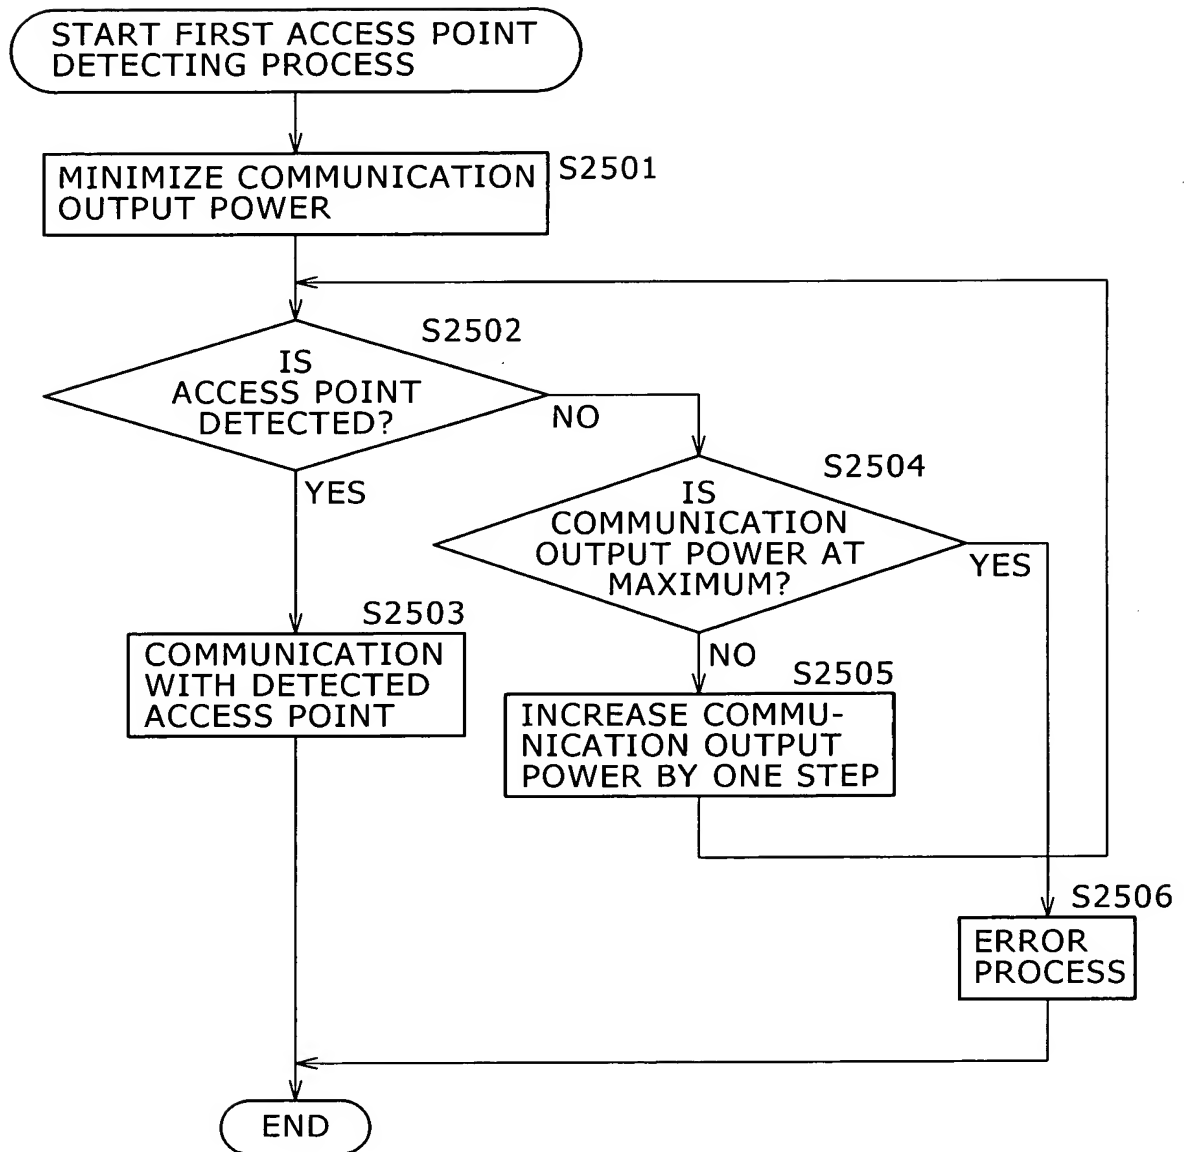 START FIRST ACCESS POINT
DETECTING PROCESS
S2501
MINIMIZE COMMUNICATION
OUTPUT POWER
S2502
IS
ACCESS POINT
DETECTED?
NO
YES
S2504
IS
COMMUNICATION
OUTPUT POWER AT
MAXIMUM?
YES
NO
S2503
COMMUNICATION
WITH DETECTED
ACCESS POINT
S2505
INCREASE COMMU-
NICATION OUTPUT
POWER BY ONE STEP
S2506
ERROR
PROCESS
END